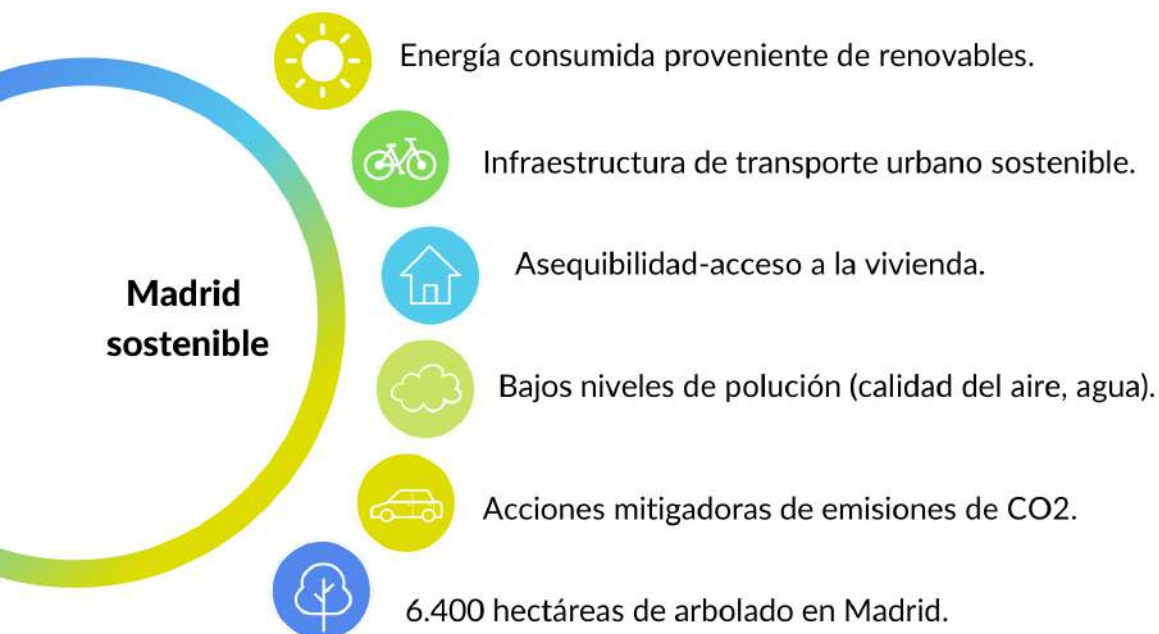 Energía consumida proveniente de renovables.
Infraestructura de transporte urbano sostenible.
Asequibilidad-acceso a la vivienda.
Madrid
sostenible
Bajos niveles de polución (calidad del aire, agua).
Acciones mitigadoras de emisiones de CO2.
6.400 hectáreas de arbolado en Madrid.